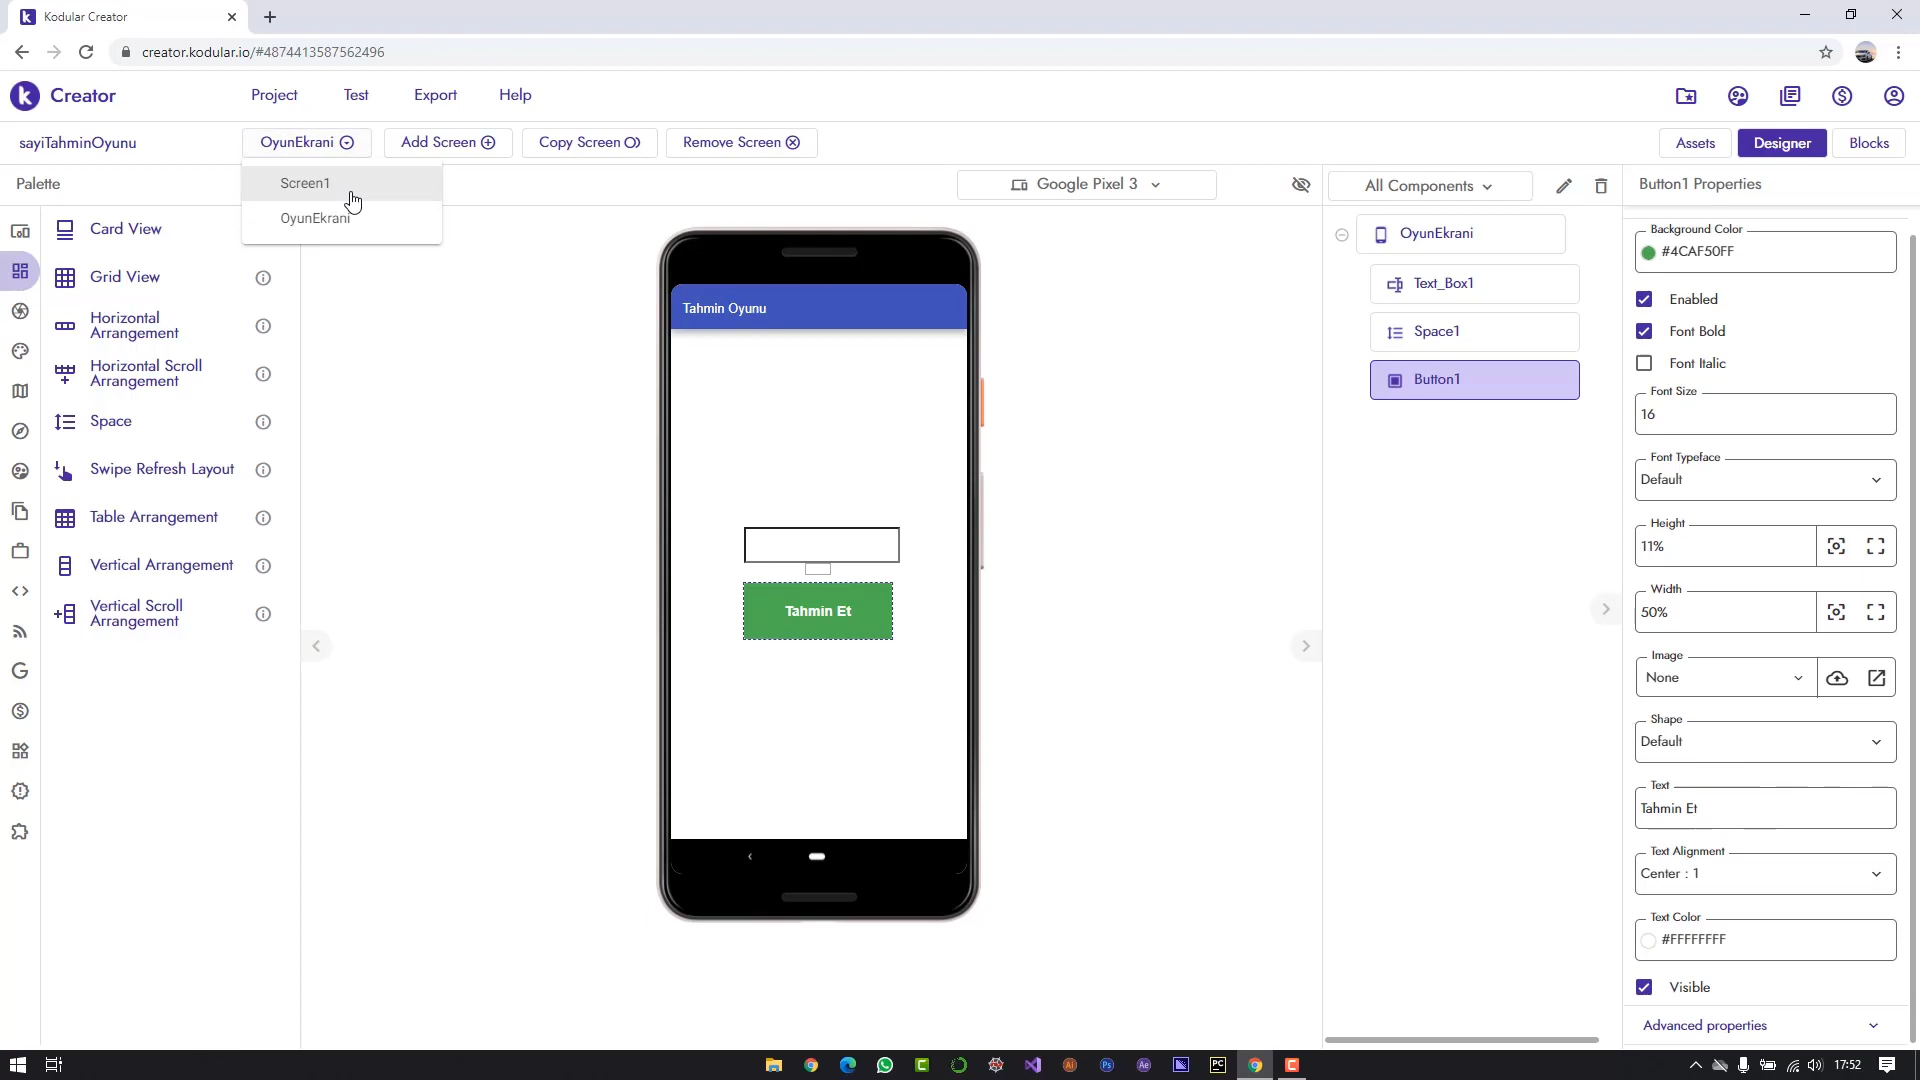 Kodular Creator
creator.kodular.io/#4874413587562496
Creator
Project
Test
Export
Help
sayiTahminOyunu
OyunEkrani
Add Screen
Copy Screen
Remove Screen
Assets
Designer
Blocks
Screen1
OyunEkrani
Palette
Google Pixel 3
All Components
Button1 Properties
Card View
Grid View
Horizontal
Arrangement
Horizontal Scroll
Arrangement
Space
Swipe Refresh Layout
Table Arrangement
Vertical Arrangement
Vertical Scroll
Arrangement
Tahmin Oyunu
Tahmin Et
OyunEkrani
Text_Box1
Space1
Button1
Background Color
#4CAF50FF
Enabled
Font Bold
Font Italic
Font Size
16
Font Typeface
Default
Height
11%
Width
50%
Image
None
Shape
Default
Text
Tahmin Et
Text Alignment
Center : 1
Text Color
#FFFFFFFF
Visible
Advanced properties
17:52